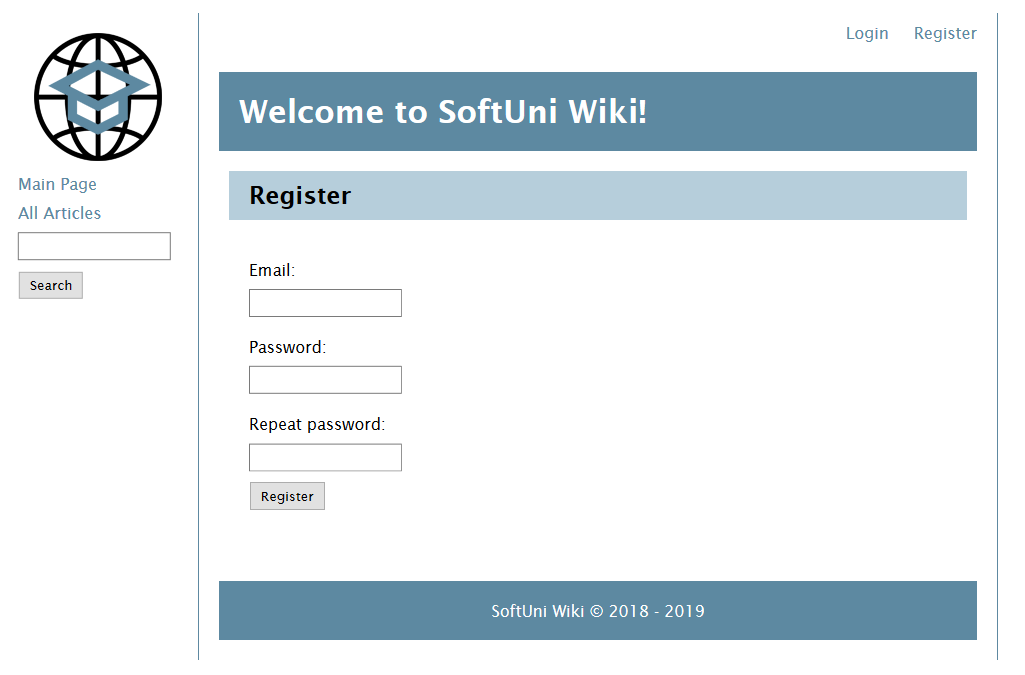 Login Register
Welcome to SoftUni Wiki!
Main Page
All Articles
Search
Register
Email:
Password:
Repeat password:
Register
SoftUni Wiki © 2018 - 2019